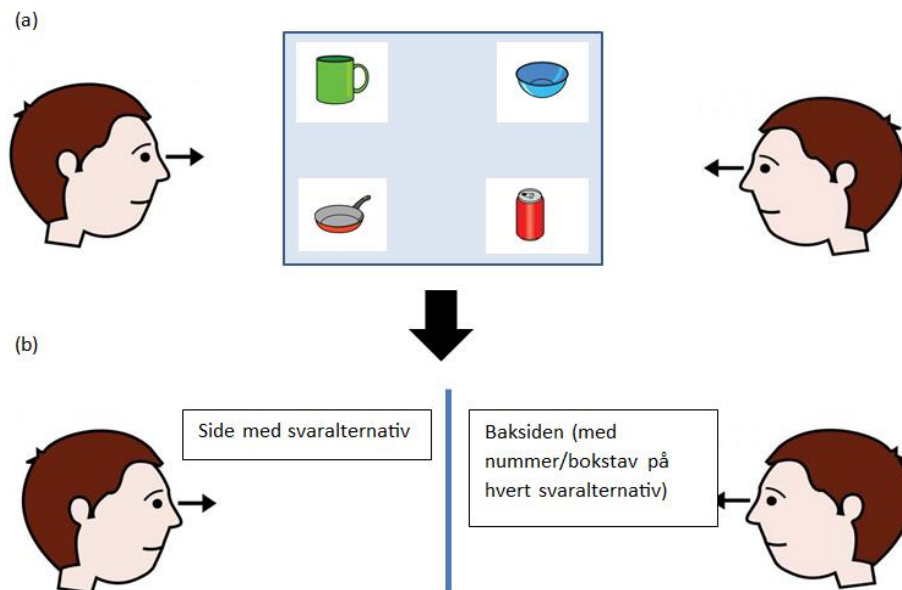 (a)
(b)
Side med svaralternativ
Baksiden (med
nummer/bokstav på
hvert svaralternativ)